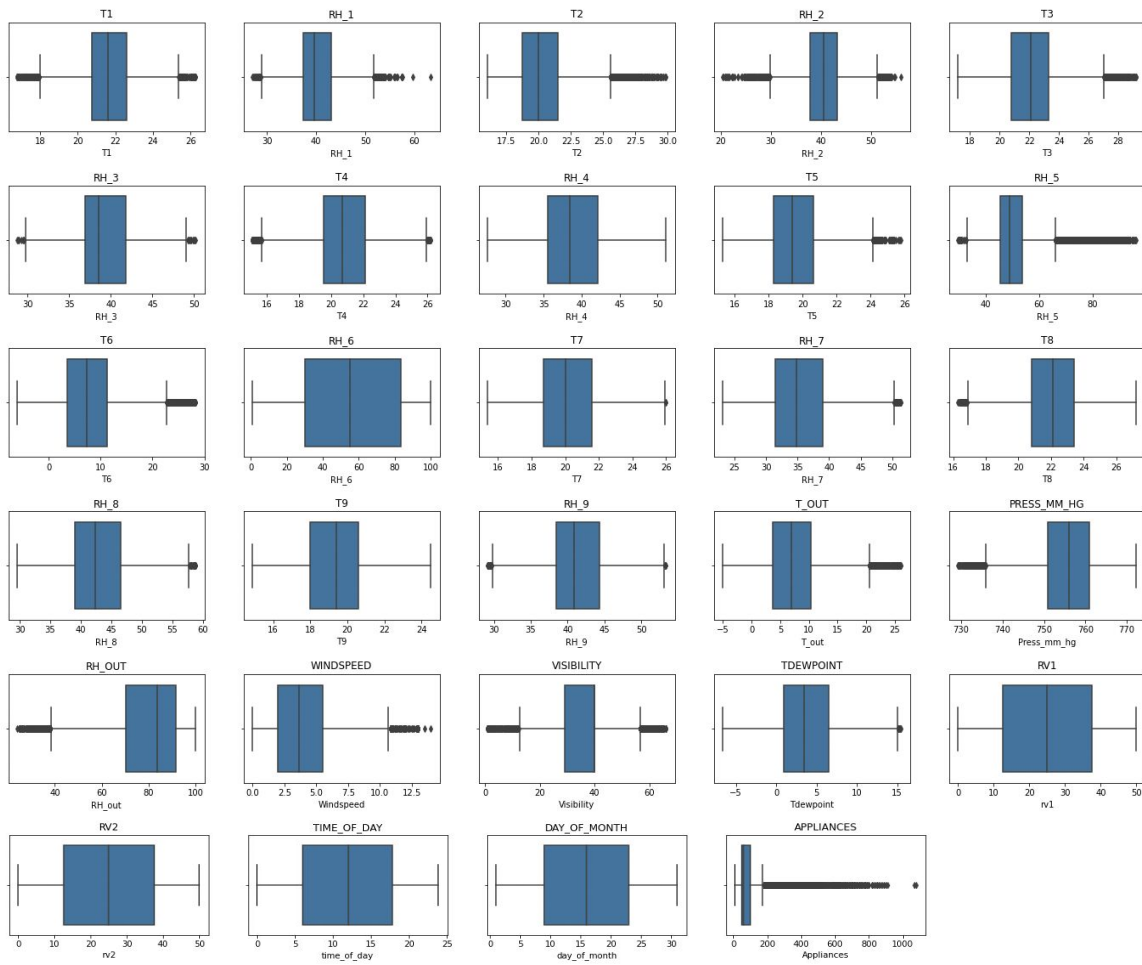 T1 RH_1 T2 RH_2 T3
18 20 22 24 26 30 40 50 60 17.5 20.0 22.5 25.0 27.5 30.0 20 30 40 50 18 20 22 24 26 28
T1 RH_1 T2 RH_2 T3
RH_3 T4 RH_4 T5 RH_5
30 35 40 45 50 16 18 20 22 24 26 30 35 40 45 50 16 18 20 22 24 26 40 60 80
RH_3 T4 RH_4 T5 RH_5
T6 RH_6 T7 RH_7 T8
0 10 20 30 0 20 40 60 80 100 16 18 20 22 24 26 25 30 35 40 45 50 16 18 20 22 24 26
T6 RH_6 T7 RH_7 T8
RH_8 T9 RH_9 T_OUT PRESS_MM_HG
30 35 40 45 50 55 60 16 18 20 22 24 30 35 40 45 50 −5 0 5 10 15 20 25 730 740 750 760 770
RH_8 T9 RH_9 T_out Press_mm_hg
RH_OUT WINDSPEED VISIBILITY TDEWPOINT RV1
40 60 80 100 0.0 2.5 5.0 7.5 10.0 12.5 0 20 40 60 −5 0 5 10 15 0 10 20 30 40 50
RH_out Windspeed Visibility Tdewpoint rv1
RV2 TIME_OF_DAY DAY_OF_MONTH APPLIANCES
0 10 20 30 40 50 0 5 10 15 20 25 0 10 20 30 0 200 400 600 800 1000
rv2 time_of_day day_of_month Appliances